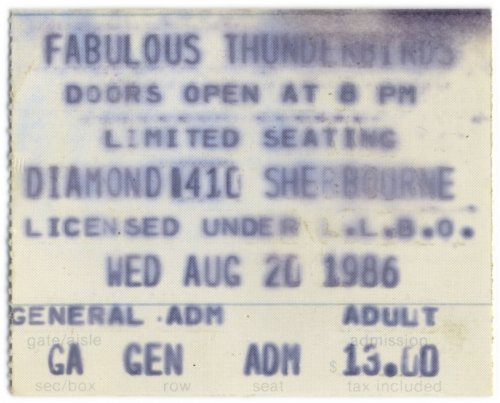 FABULOUS THUNDERBIRDS
DOORS OPEN AT 8 PM
LIMITED SEATING
DIAMOND 410 SHERBOURNE
LICENSED UNDER L.L.B.O.
WED AUG 20 1986
GENERAL ADM ADULT
gate/aisle admission
GA GEN ADM $13.00
sec/box row seat tax included